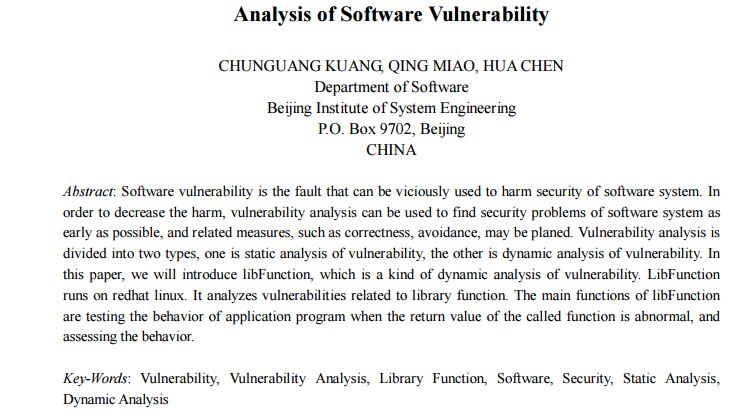 Analysis of Software Vulnerability
CHUNGUANG KUANG, QING MIAO, HUA CHEN
Department of Software
Beijing Institute of System Engineering
P.O. Box 9702, Beijing
CHINA
Abstract: Software vulnerability is the fault that can be viciously used to harm security of software system. In
order to decrease the harm, vulnerability analysis can be used to find security problems of software system as
early as possible, and related measures, such as correctness, avoidance, may be planed. Vulnerability analysis is
divided into two types, one is static analysis of vulnerability, the other is dynamic analysis of vulnerability. In
this paper, we will introduce libFunction, which is a kind of dynamic analysis of vulnerability. LibFunction
runs on redhat linux. It analyzes vulnerabilities related to library function. The main functions of libFunction
are testing the behavior of application program when the return value of the called function is abnormal, and
assessing the behavior.
Key-Words: Vulnerability, Vulnerability Analysis, Library Function, Software, Security, Static Analysis,
Dynamic Analysis